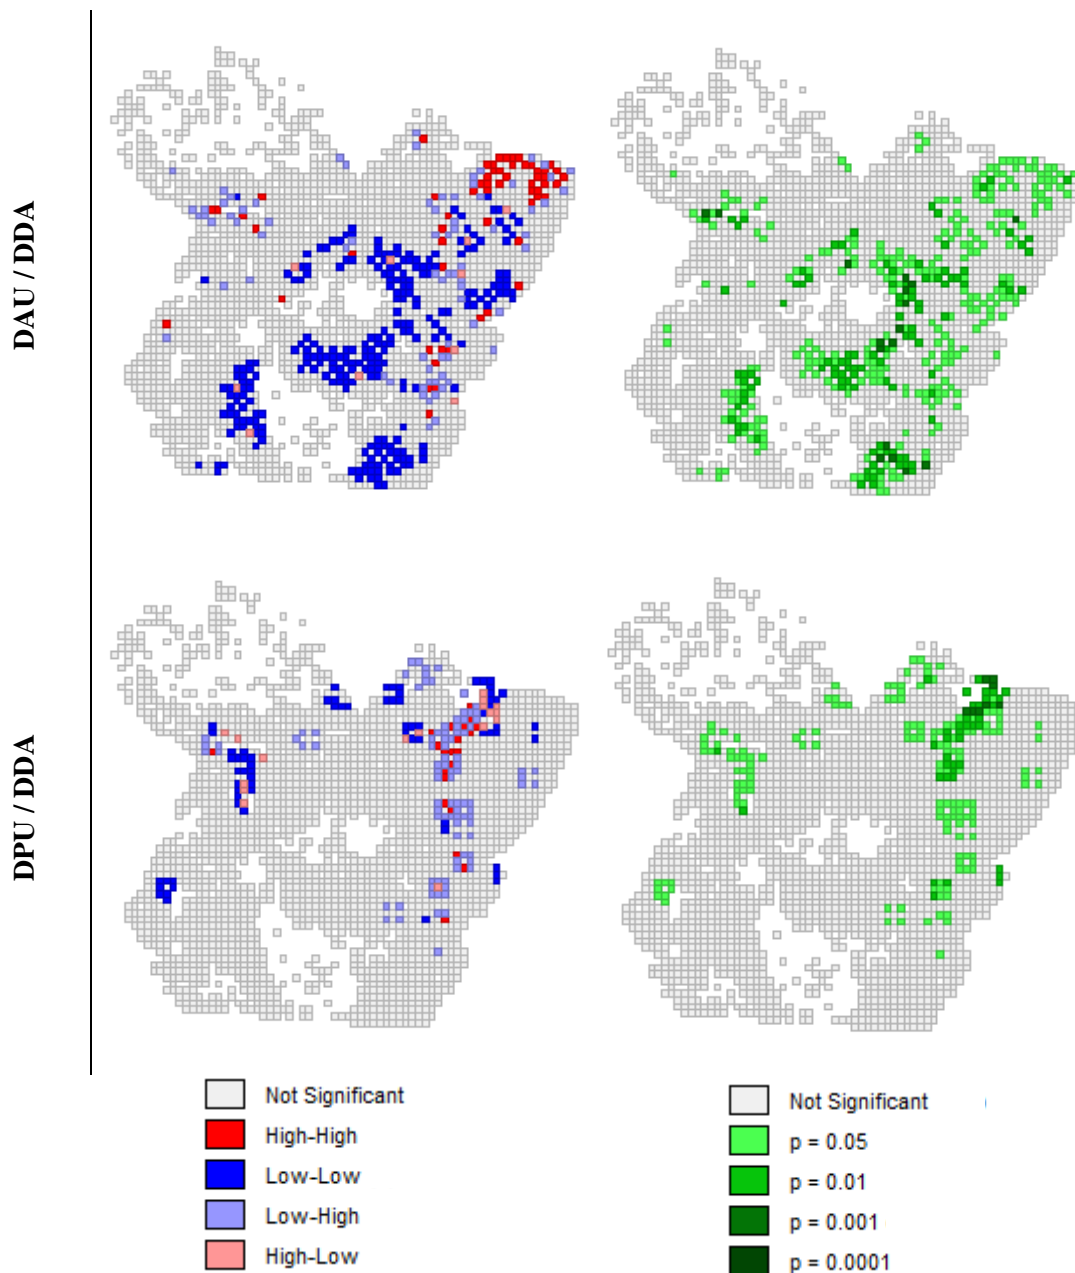 DAU / DDA
DPU / DDA
Not Significant
High-High
Low-Low
Low-High
High-Low
Not Significant
p = 0.05
p = 0.01
p = 0.001
p = 0.0001